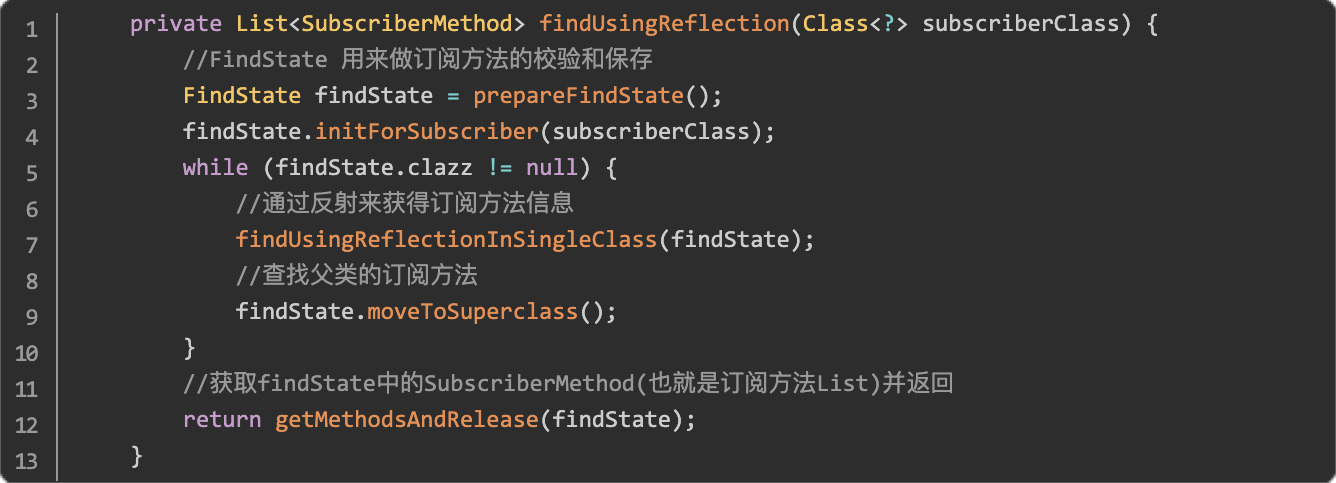 1 private List<SubscriberMethod> findUsingReflection(Class<?> subscriberClass) {
2 //FindState 用来做订阅方法的校验和保存
3 FindState findState = prepareFindState();
4 findState.initForSubscriber(subscriberClass);
5 while (findState.clazz != null) {
6 //通过反射来获得订阅方法信息
7 findUsingReflectionInSingleClass(findState);
8 //查找父类的订阅方法
9 findState.moveToSuperclass();
10 }
11 //获取findState中的SubscriberMethod(也就是订阅方法List)并返回
12 return getMethodsAndRelease(findState);
13 }